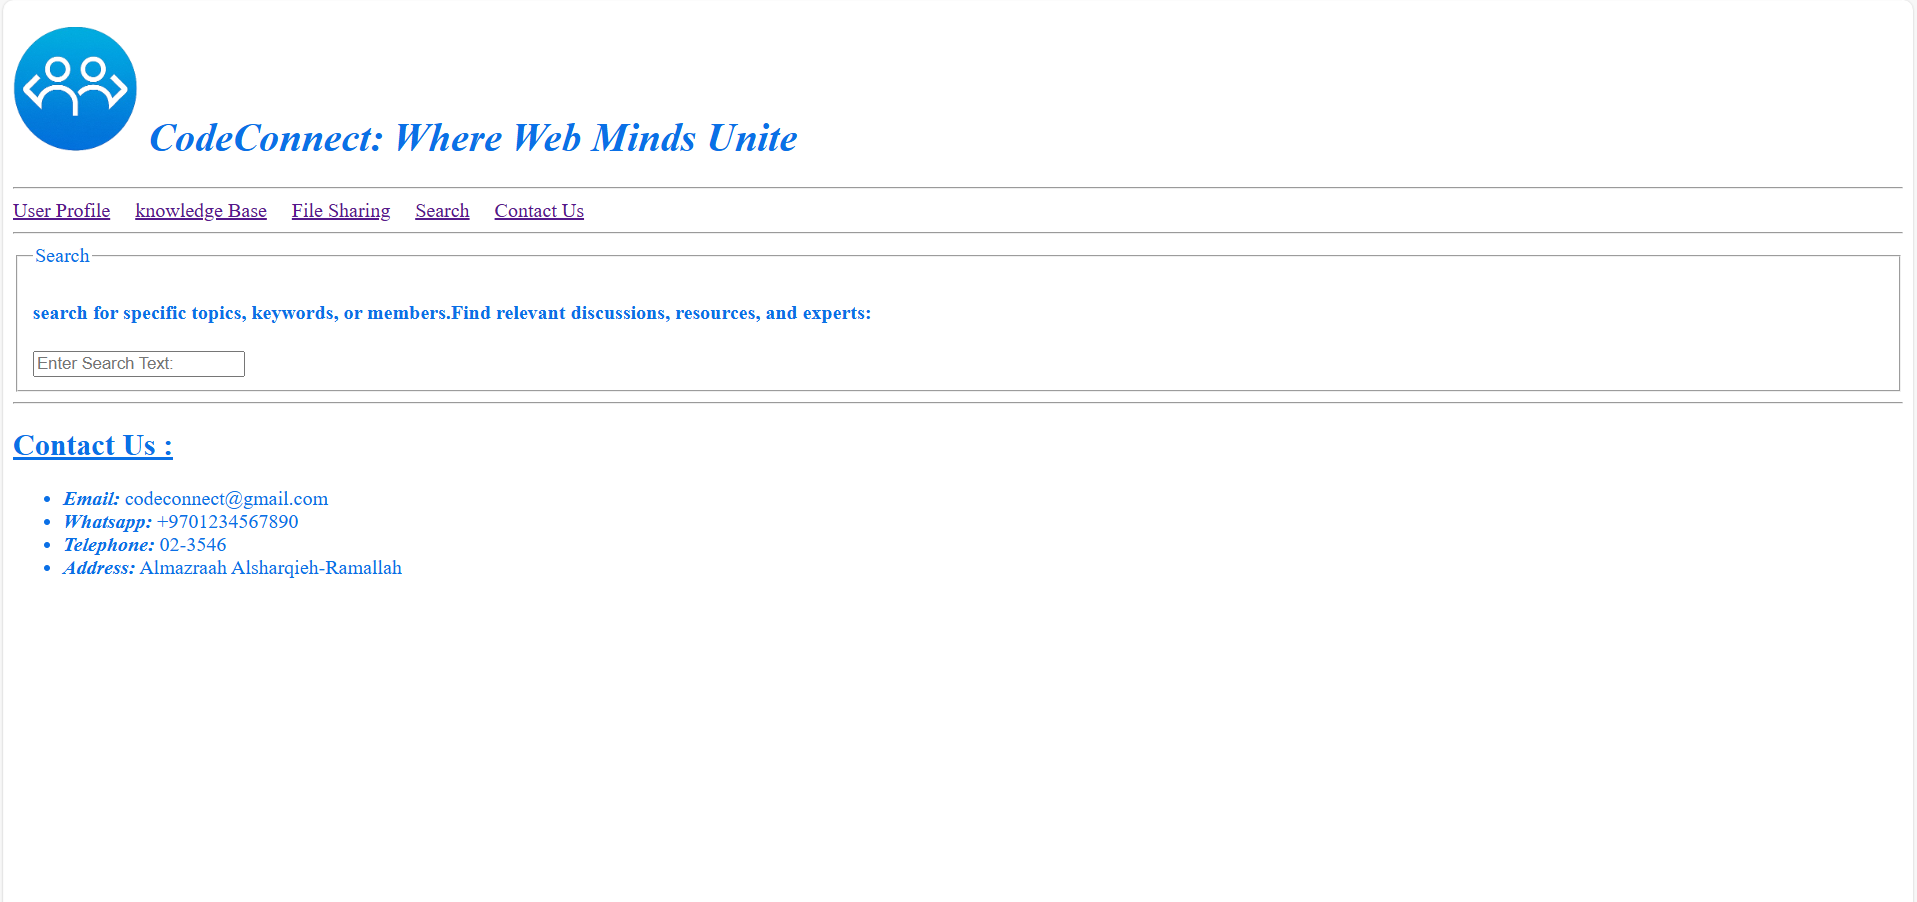 CodeConnect: Where Web Minds Unite
User Profile knowledge Base File Sharing Search Contact Us
Search
search for specific topics, keywords, or members.Find relevant discussions, resources, and experts:
Enter Search Text:
Contact Us :
Email: codeconnect@gmail.com
Whatsapp: +9701234567890
Telephone: 02-3546
Address: Almazraah Alsharqieh-Ramallah